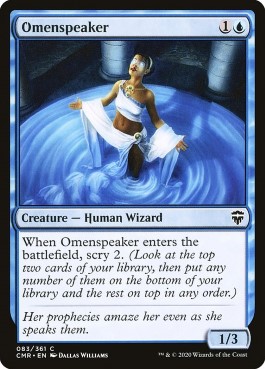 Omenspeaker 1
Creature — Human Wizard
When Omenspeaker enters the
battlefield, scry 2. (Look at the top
two cards of your library, then put any
number of them on the bottom of
your library and the rest on top in any order.)
Her prophecies amaze her even as she
speaks them.
1/3
083/361 C
CMR • EN DALLAS WILLIAMS
™ & © 2020 Wizards of the Coast